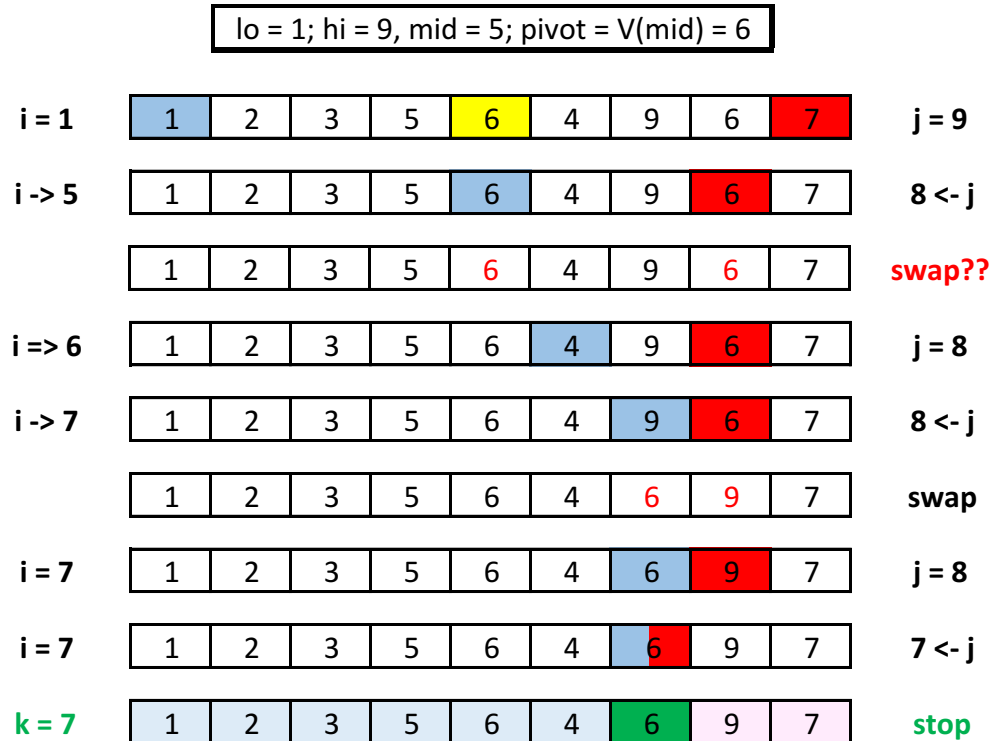 lo = 1; hi = 9, mid = 5; pivot = V(mid) = 6
i = 1 1 2 3 5 6 4 9 6 7 j = 9
i -> 5 1 2 3 5 6 4 9 6 7 8 <- j
1 2 3 5 6 4 9 6 7 swap??
i => 6 1 2 3 5 6 4 9 6 7 j = 8
i -> 7 1 2 3 5 6 4 9 6 7 8 <- j
1 2 3 5 6 4 6 9 7 swap
i = 7 1 2 3 5 6 4 6 9 7 j = 8
i = 7 1 2 3 5 6 4 6 9 7 7 <- j
k = 7 1 2 3 5 6 4 6 9 7 stop